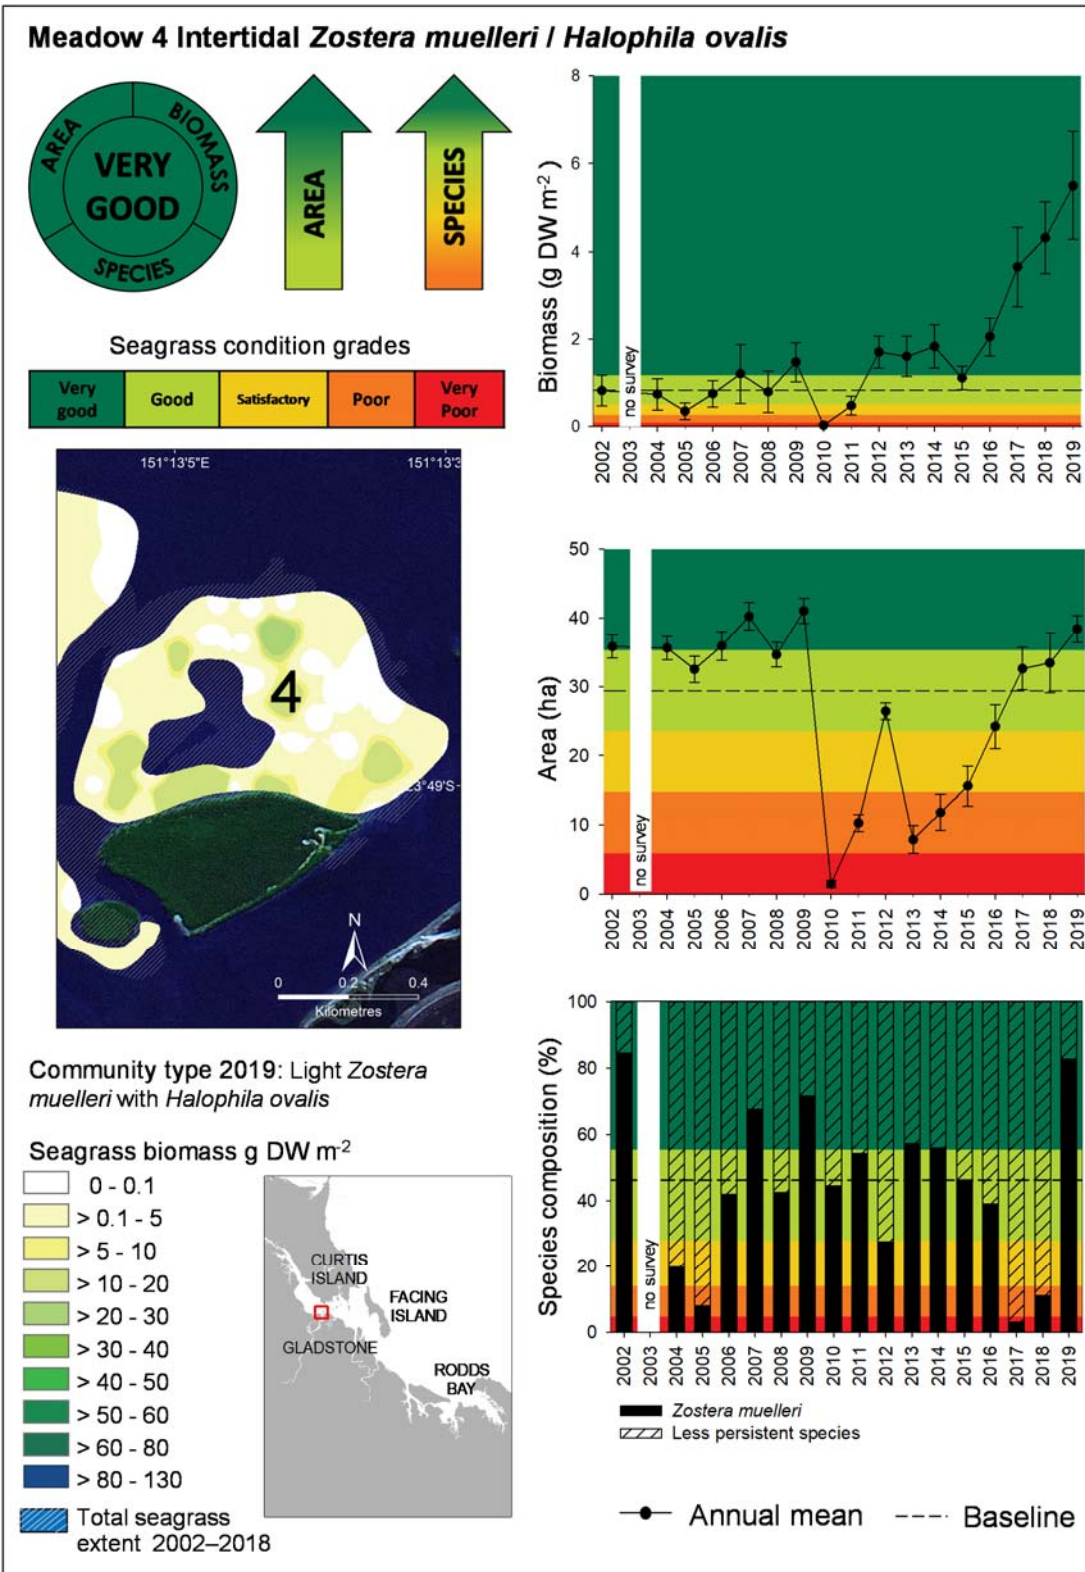 Meadow 4 Intertidal Zostera muelleri / Halophila ovalis
AREA
BIOMASS
SPECIES
VERY
GOOD
AREA
SPECIES
Seagrass condition grades
Very
good
Good
Satisfactory
Poor
Very
Poor
151°13'5"E
151°13'3
4
23°49'S
N
0 0.2 0.4
Kilometres
Community type 2019: Light Zostera
muelleri with Halophila ovalis
Seagrass biomass g DW m-2
0 - 0.1
> 0.1 - 5
> 5 - 10
> 10 - 20
> 20 - 30
> 30 - 40
> 40 - 50
> 50 - 60
> 60 - 80
> 80 - 130
Total seagrass
extent 2002–2018
CURTIS
ISLAND
FACING
ISLAND
GLADSTONE
RODDS
BAY
Biomass (g DW m-2 )
8
6
4
2
0
no survey
2002 2003 2004 2005 2006 2007 2008 2009 2010 2011 2012 2013 2014 2015 2016 2017 2018 2019
Area (ha)
50
40
30
20
10
0
no survey
2002 2003 2004 2005 2006 2007 2008 2009 2010 2011 2012 2013 2014 2015 2016 2017 2018 2019
Species composition (%)
100
80
60
40
20
0
no survey
2002 2003 2004 2005 2006 2007 2008 2009 2010 2011 2012 2013 2014 2015 2016 2017 2018 2019
Zostera muelleri
Less persistent species
Annual mean
Baseline